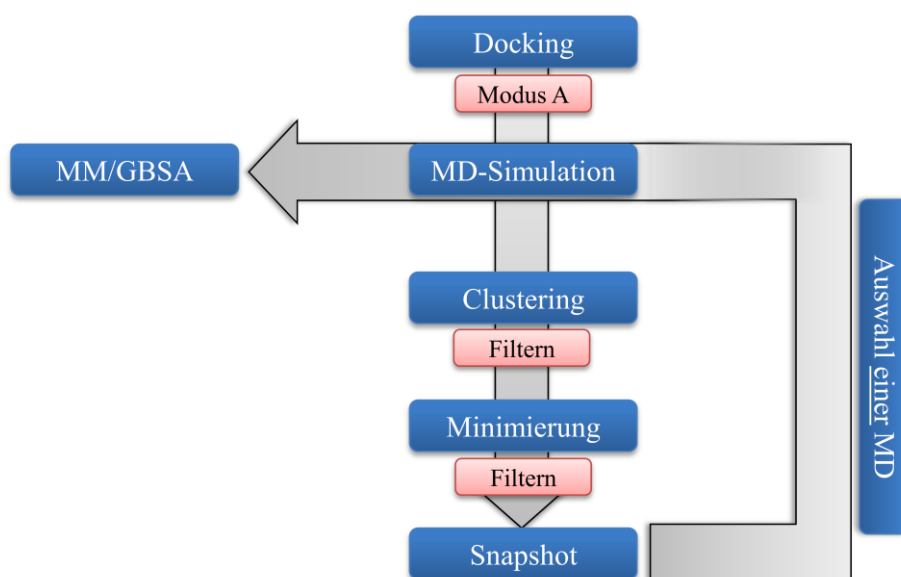 Docking
Modus A
MM/GBSA
MD-Simulation
Clustering
Filtern
Minimierung
Filtern
Snapshot
Auswahl einer MD